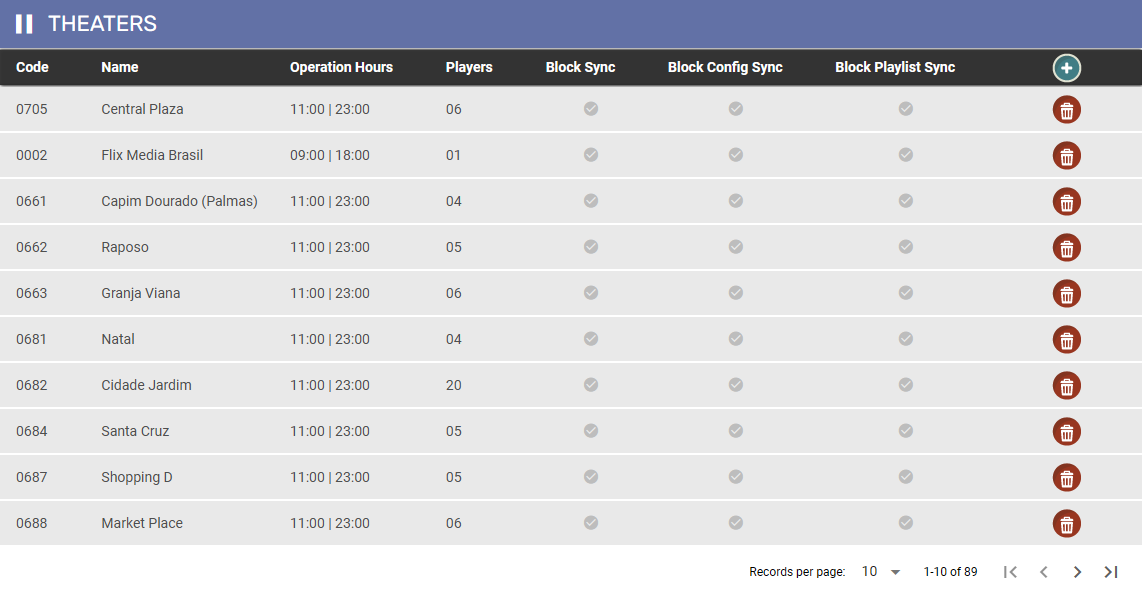 THEATERS
Code Name Operation Hours Players Block Sync Block Config Sync Block Playlist Sync
0705 Central Plaza 11:00 | 23:00 06
0002 Flix Media Brasil 09:00 | 18:00 01
0661 Capim Dourado (Palmas) 11:00 | 23:00 04
0662 Raposo 11:00 | 23:00 05
0663 Granja Viana 11:00 | 23:00 06
0681 Natal 11:00 | 23:00 04
0682 Cidade Jardim 11:00 | 23:00 20
0684 Santa Cruz 11:00 | 23:00 05
0687 Shopping D 11:00 | 23:00 05
0688 Market Place 11:00 | 23:00 06
Records per page: 10 1-10 of 89